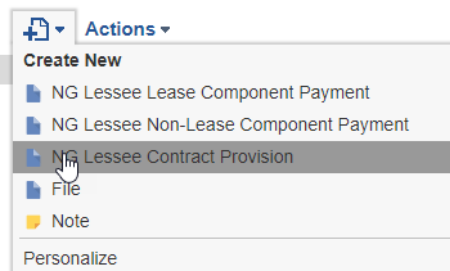 Actions
Create New
NG Lessee Lease Component Payment
NG Lessee Non-Lease Component Payment
NG Lessee Contract Provision
File
Note
Personalize